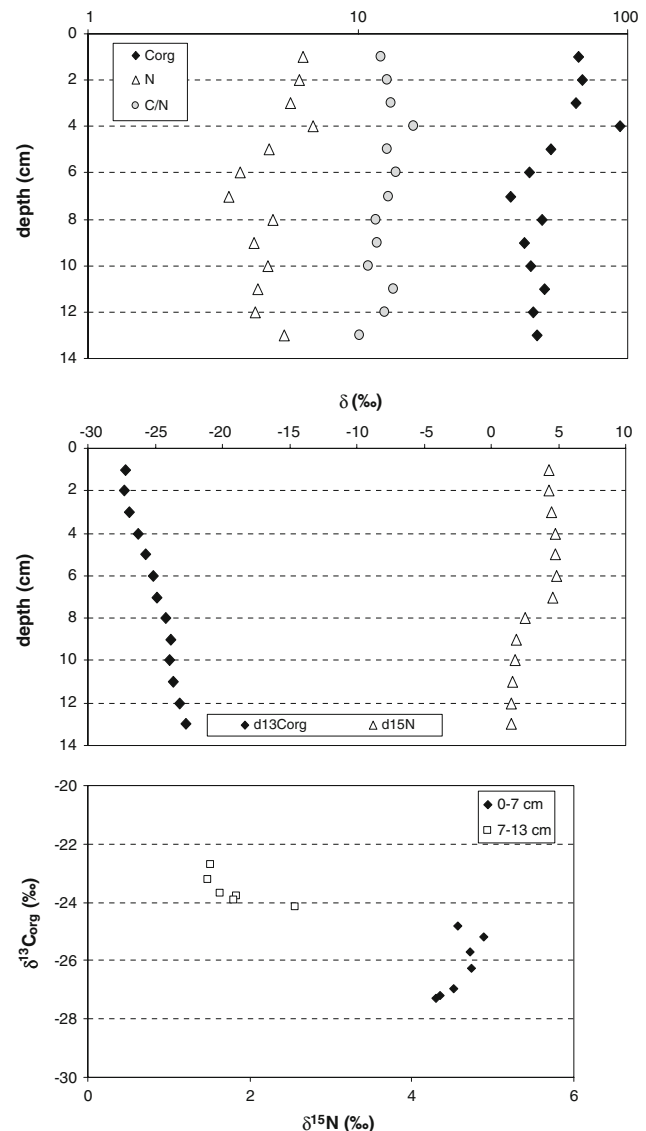 1 10 100
0
2
4
6
8
10
12
14
depth (cm)
Corg
N
C/N
δ (‰)
-30 -25 -20 -15 -10 -5 0 5 10
0
2
4
6
8
10
12
14
depth (cm)
d13Corg d15N
-20
-22
-24
-26
-28
-30
δ13Corg (‰)
0-7 cm
7-13 cm
0 2 4 6
δ15N (‰)